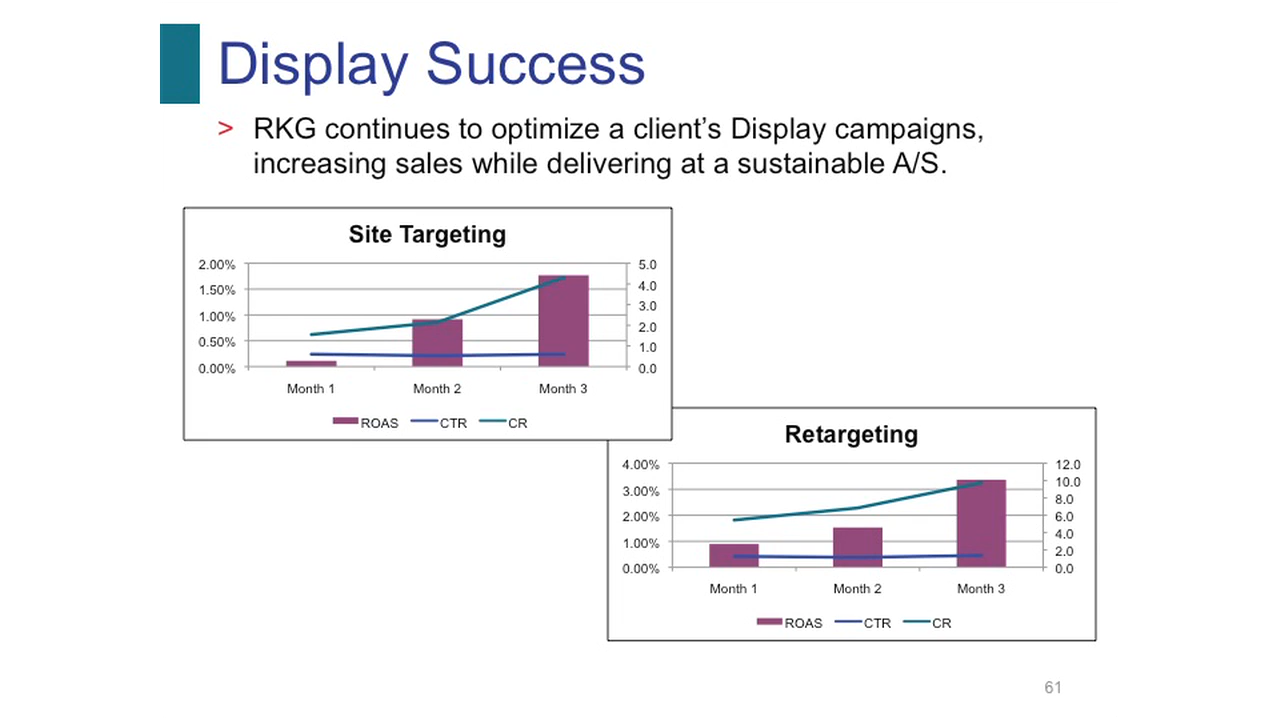 Display Success
> RKG continues to optimize a client’s Display campaigns,
increasing sales while delivering at a sustainable A/S.
Site Targeting
2.00% 5.0
1.50% 4.0
1.00% 3.0
0.50% 2.0
0.00% 1.0
0.0
Month 1 Month 2 Month 3
ROAS CTR CR
Retargeting
4.00% 12.0
3.00% 10.0
2.00% 8.0
1.00% 6.0
0.00% 4.0
2.0
0.0
Month 1 Month 2 Month 3
ROAS CTR CR
61